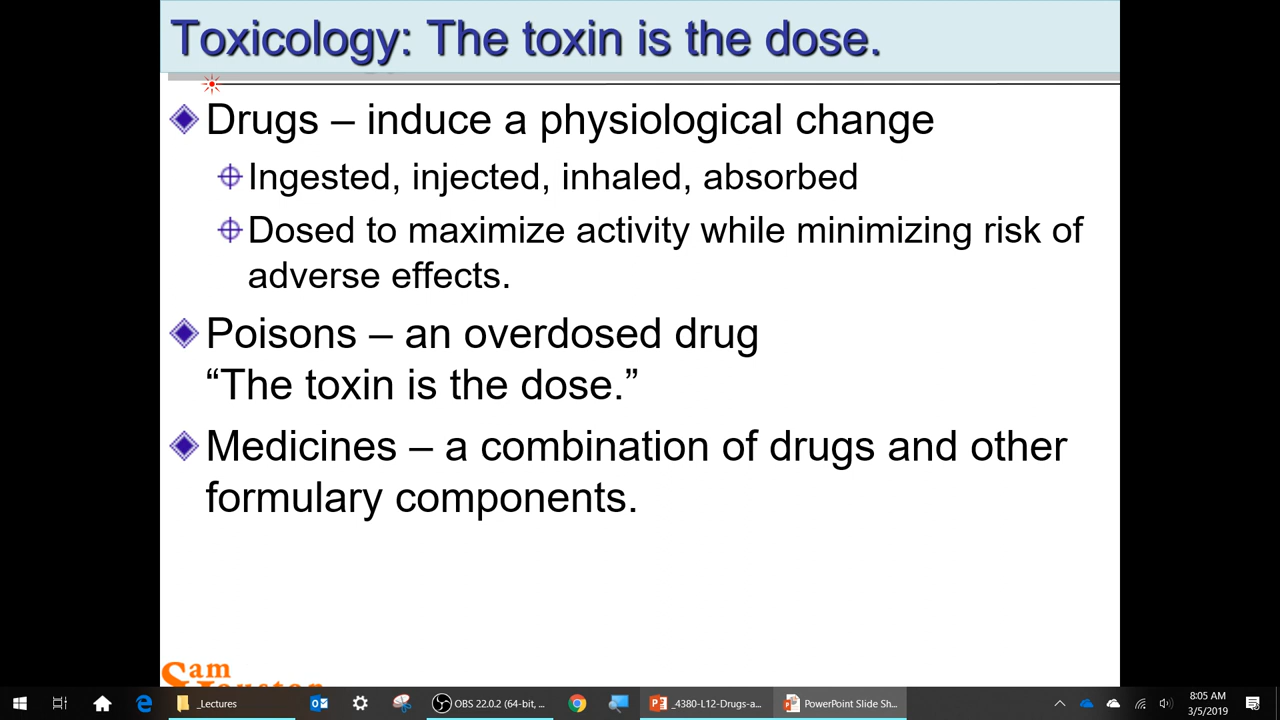 Toxicology: The toxin is the dose.
Drugs – induce a physiological change
Ingested, injected, inhaled, absorbed
Dosed to maximize activity while minimizing risk of
adverse effects.
Poisons – an overdosed drug
“The toxin is the dose.”
Medicines – a combination of drugs and other
formulary components.
Sam
_Lectures
OBS 22.0.2 (64-bit, ...
_4380-L12-Drugs-a...
PowerPoint Slide Sh...
8:05 AM
3/5/2019